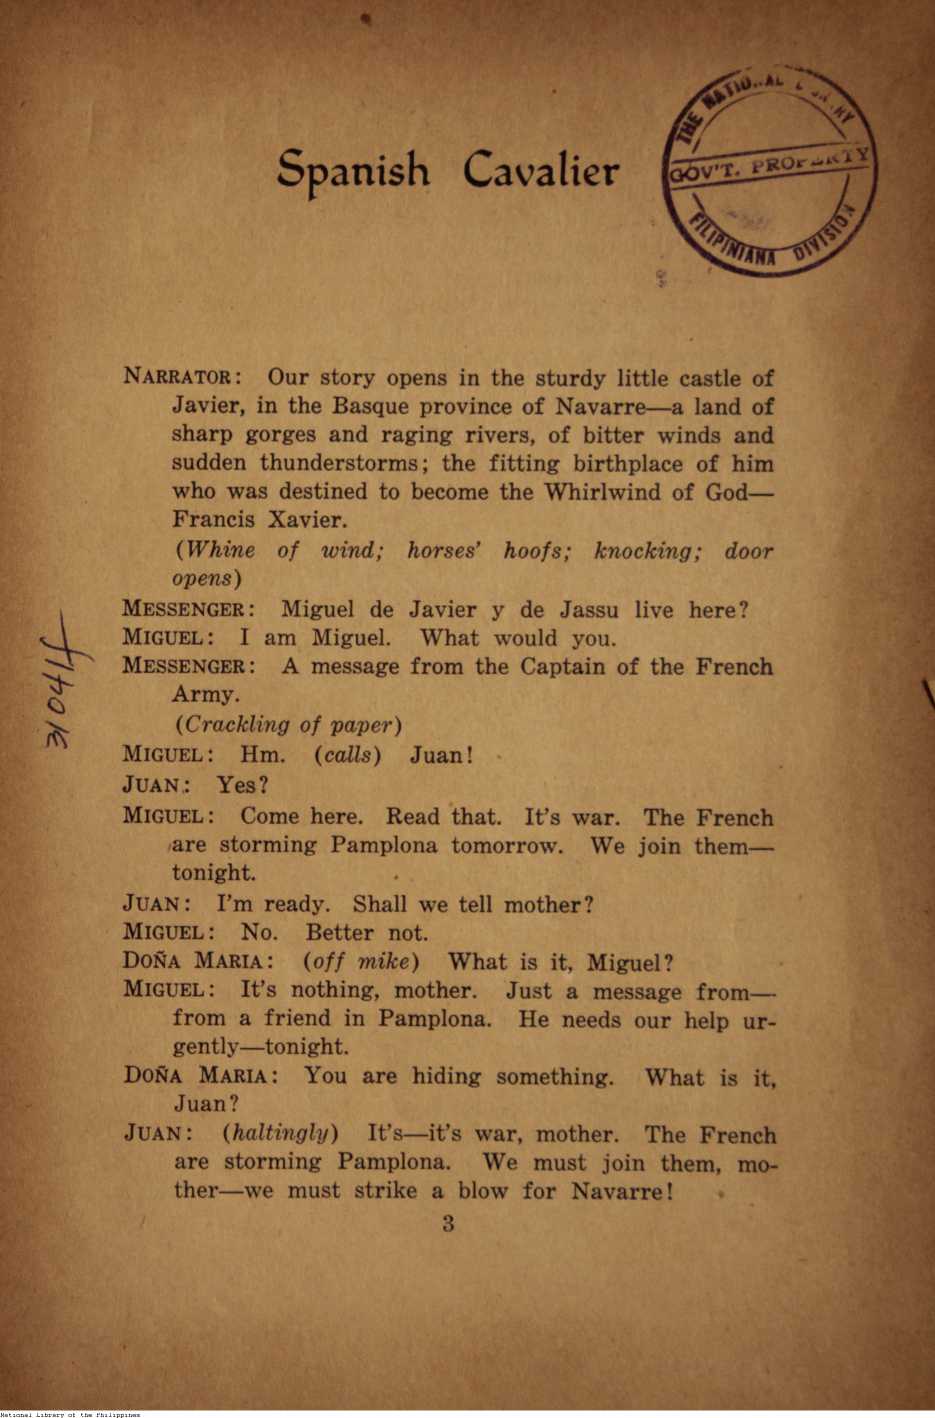 THE NATIONAL LIBRARY
GOV'T. PROPERTY
FILIPINIANA DIVISION
Spanish Cavalier
NARRATOR: Our story opens in the sturdy little castle of
Javier, in the Basque province of Navarre—a land of
sharp gorges and raging rivers, of bitter winds and
sudden thunderstorms; the fitting birthplace of him
who was destined to become the Whirlwind of God—
Francis Xavier.
(Whine of wind; horses' hoofs; knocking; door
opens)
MESSENGER: Miguel de Javier y de Jassu live here?
MIGUEL: I am Miguel. What would you.
MESSENGER: A message from the Captain of the French
Army.
(Crackling of paper)
MIGUEL: Hm. (calls) Juan!
JUAN: Yes?
MIGUEL: Come here. Read that. It's war. The French
are storming Pamplona tomorrow. We join them—
tonight.
JUAN: I'm ready. Shall we tell mother?
MIGUEL: No. Better not.
DOÑA MARIA: (off mike) What is it, Miguel?
MIGUEL: It's nothing, mother. Just a message from—
from a friend in Pamplona. He needs our help ur-
gently—tonight.
DOÑA MARIA: You are hiding something. What is it,
Juan?
JUAN: (haltingly) It's—it's war, mother. The French
are storming Pamplona. We must join them, mo-
ther—we must strike a blow for Navarre!
3
31044
National Library of the Philippines